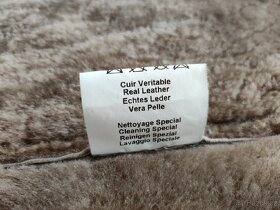 Cuir Veritable
Real Leather
Echtes Leder
Vera Pelle
Nettoyage Special
Cleaning Special
Reinigen Spezial
Lavaggio Speciale